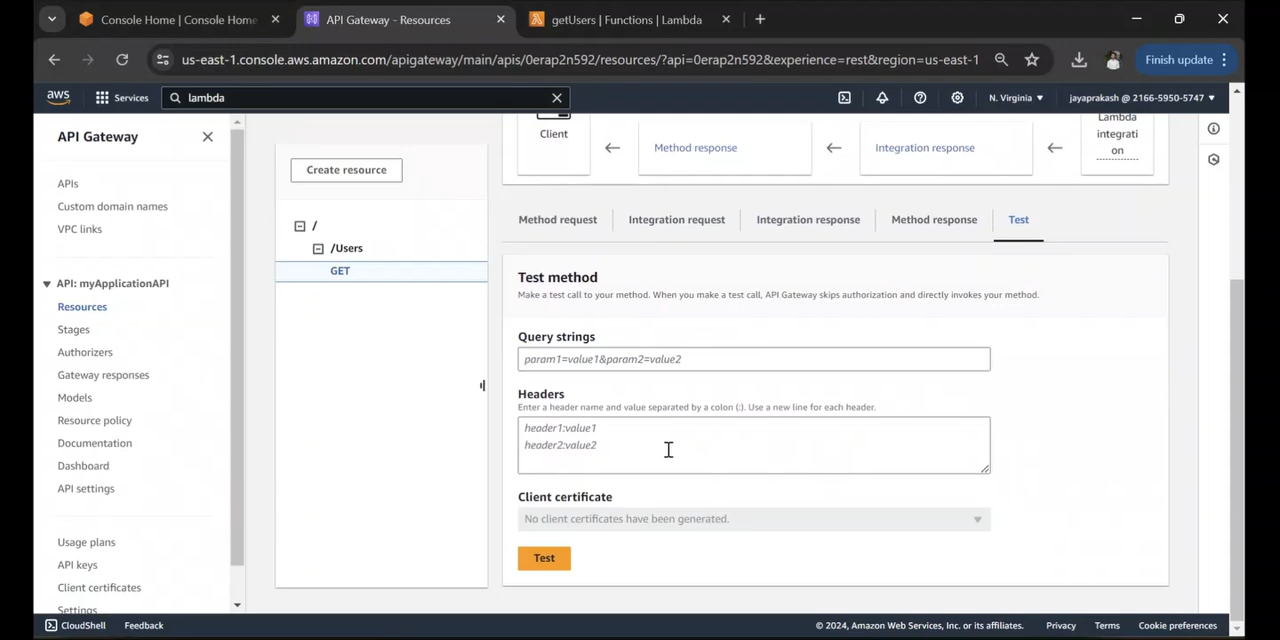 Console Home | Console Home
API Gateway - Resources
getUsers | Functions | Lambda
us-east-1.console.aws.amazon.com/apigateway/main/apis/0erap2n592/resources/?api=0erap2n592&experience=rest&region=us-east-1
Finish update
aws
Services
lambda
N. Virginia
jayaprakash @ 2166-5950-5747
API Gateway
APIs
Custom domain names
VPC links
API: myApplicationAPI
Resources
Stages
Authorizers
Gateway responses
Models
Resource policy
Documentation
Dashboard
API settings
Usage plans
API keys
Client certificates
Settings
Create resource
/
/Users
GET
Client
Method response
Integration response
Lambda
integrati
on
Method request
Integration request
Integration response
Method response
Test
Test method
Make a test call to your method. When you make a test call, API Gateway skips authorization and directly invokes your method.
Query strings
param1=value1&param2=value2
Headers
Enter a header name and value separated by a colon (:). Use a new line for each header.
header1:value1
header2:value2
Client certificate
No client certificates have been generated.
Test
CloudShell
Feedback
© 2024, Amazon Web Services, Inc. or its affiliates.
Privacy
Terms
Cookie preferences